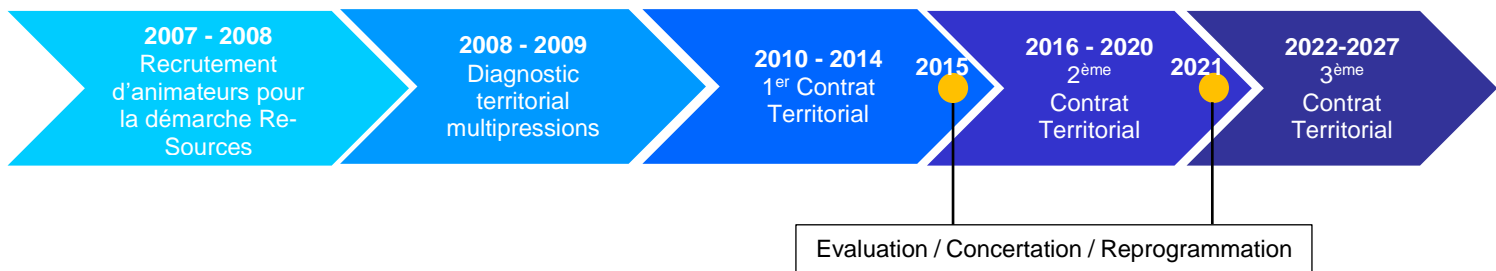 2007 - 2008
Recrutement
d’animateurs pour
la démarche Re-
Sources
2008 - 2009
Diagnostic
territorial
multipressions
2010 - 2014
1er Contrat
Territorial
2015
2016 - 2020
2ème
Contrat
Territorial
2021
2022-2027
3ème
Contrat
Territorial
Evaluation / Concertation / Reprogrammation